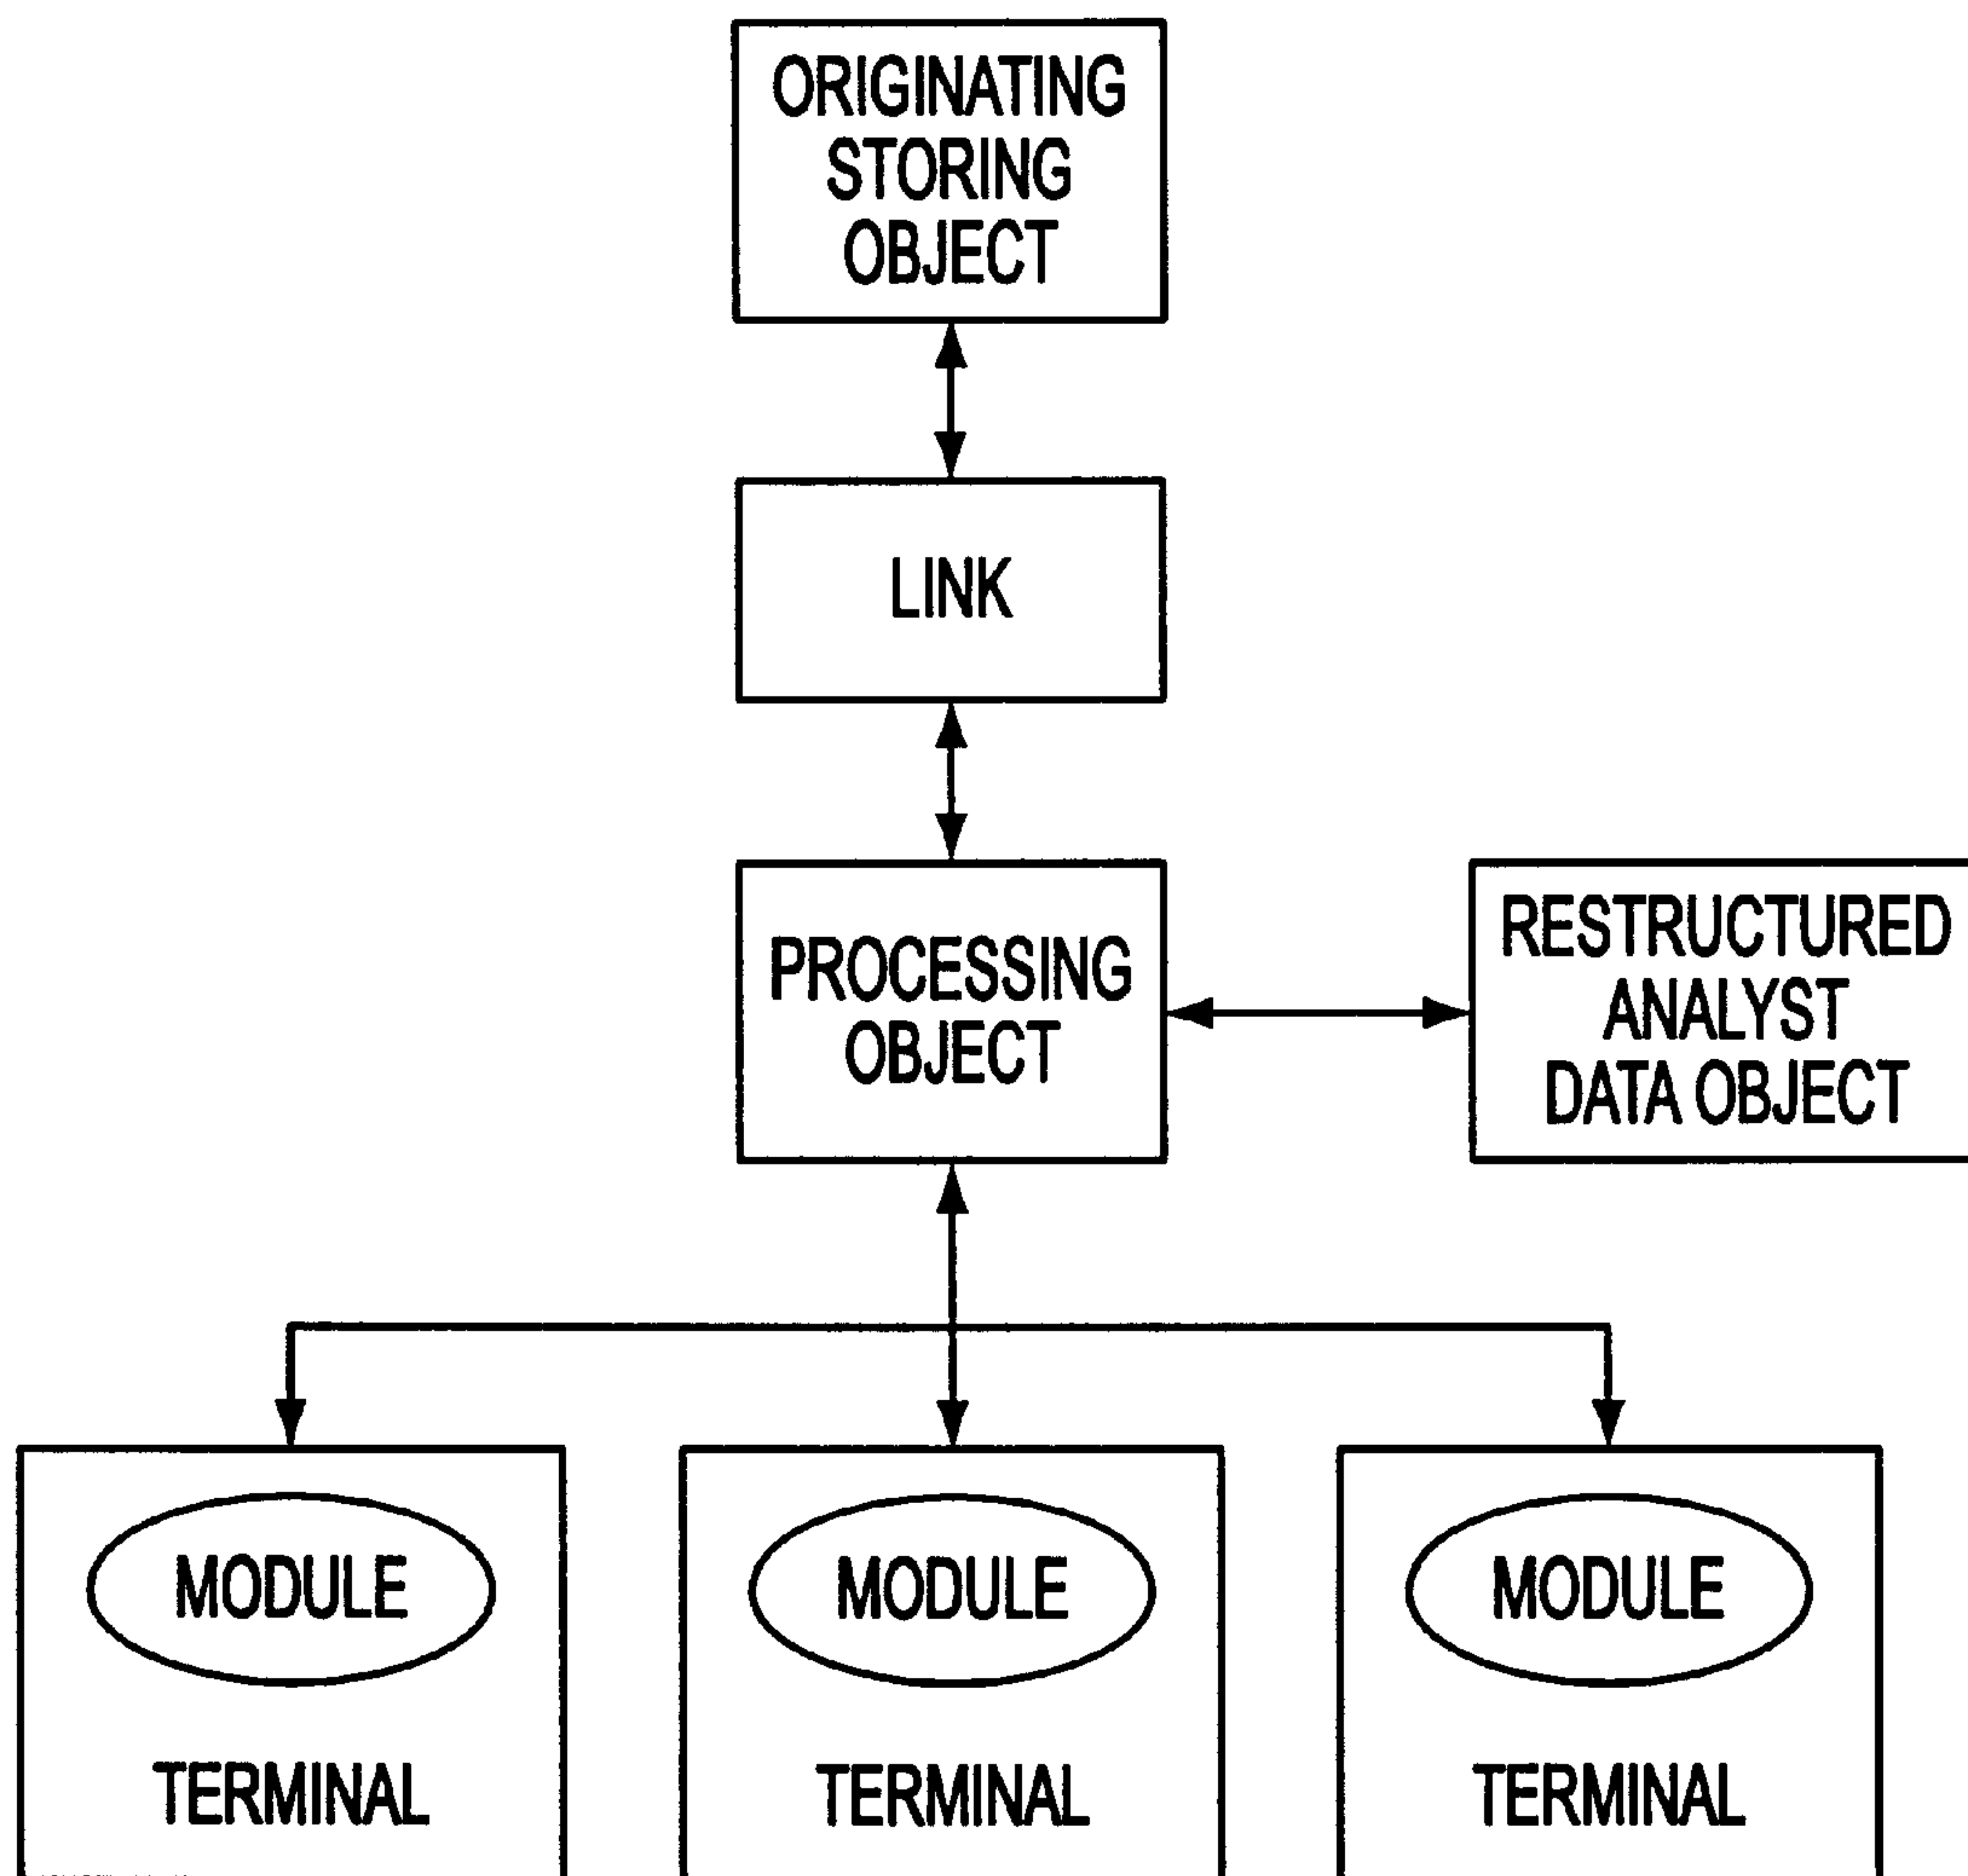 ORIGINATING
STORING
OBJECT
LINK
PROCESSING
OBJECT
RESTRUCTURED
ANALYST
DATA OBJECT
MODULE
TERMINAL
MODULE
TERMINAL
MODULE
TERMINAL